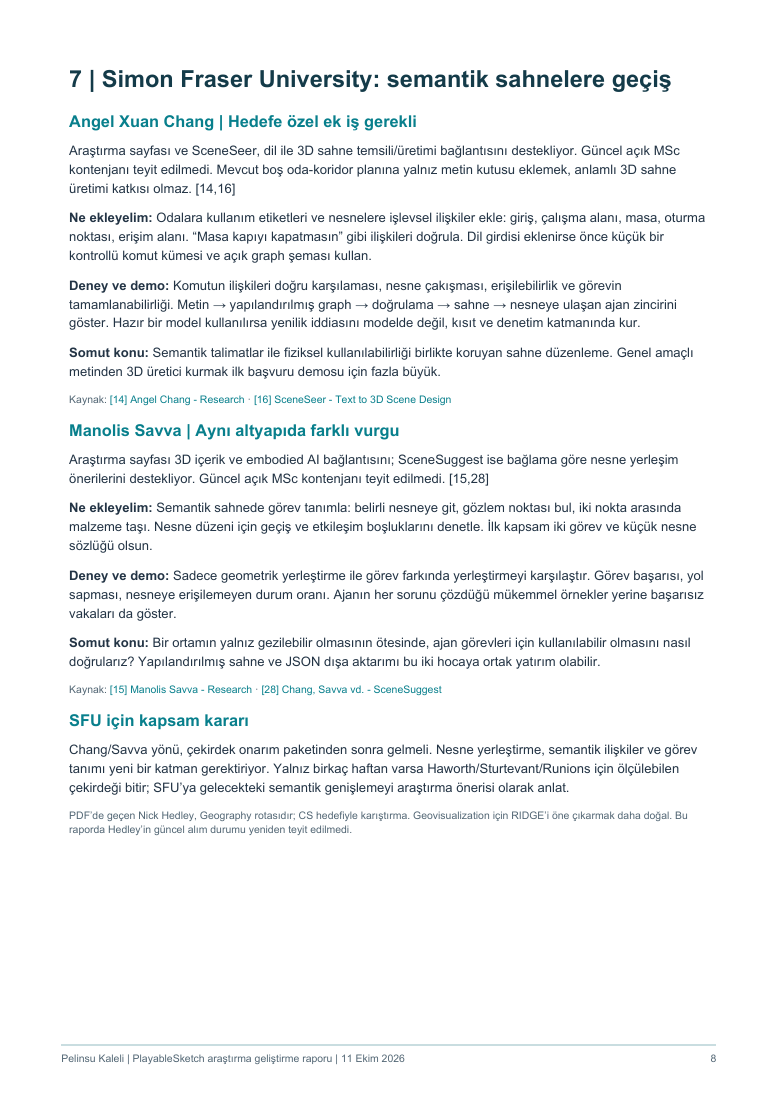 7 | Simon Fraser University: semantik sahnelere geçiş
Angel Xuan Chang | Hedefe özel ek iş gerekli
Araştırma sayfası ve SceneSeer, dil ile 3D sahne temsili/üretimi bağlantısını destekliyor. Güncel açık MSc
kontenjanı teyit edilmedi. Mevcut boş oda-koridor planına yalnız metin kutusu eklemek, anlamlı 3D sahne
üretimi katkısı olmaz. [14,16]
Ne ekleyelim: Odalara kullanım etiketleri ve nesnelere işlevsel ilişkiler ekle: giriş, çalışma alanı, masa, oturma
noktası, erişim alanı. “Masa kapıyı kapatmasın” gibi ilişkileri doğrula. Dil girdisi eklenirse önce küçük bir
kontrollü komut kümesi ve açık graph şeması kullan.
Deney ve demo: Komutun ilişkileri doğru karşılaması, nesne çakışması, erişilebilirlik ve görevin
tamamlanabilirliği. Metin → yapılandırılmış graph → doğrulama → sahne → nesneye ulaşan ajan zincirini
göster. Hazır bir model kullanılırsa yenilik iddiasını modelde değil, kısıt ve denetim katmanında kur.
Somut konu: Semantik talimatlar ile fiziksel kullanılabilirliği birlikte koruyan sahne düzenleme. Genel amaçlı
metinden 3D üretici kurmak ilk başvuru demosu için fazla büyük.
Kaynak: [14] Angel Chang - Research · [16] SceneSeer - Text to 3D Scene Design
Manolis Savva | Aynı altyapıda farklı vurgu
Araştırma sayfası 3D içerik ve embodied AI bağlantısını; SceneSuggest ise bağlama göre nesne yerleşim
önerilerini destekliyor. Güncel açık MSc kontenjanı teyit edilmedi. [15,28]
Ne ekleyelim: Semantik sahnede görev tanımla: belirli nesneye git, gözlem noktası bul, iki nokta arasında
malzeme taşı. Nesne düzeni için geçiş ve etkileşim boşluklarını denetle. İlk kapsam iki görev ve küçük nesne
sözlüğü olsun.
Deney ve demo: Sadece geometrik yerleştirme ile görev farkında yerleştirmeyi karşılaştır. Görev başarısı, yol
sapması, nesneye erişilemeyen durum oranı. Ajanın her sorunu çözdüğü mükemmel örnekler yerine başarısız
vakaları da göster.
Somut konu: Bir ortamın yalnız gezilebilir olmasının ötesinde, ajan görevleri için kullanılabilir olmasını nasıl
doğrularız? Yapılandırılmış sahne ve JSON dışa aktarımı bu iki hocaya ortak yatırım olabilir.
Kaynak: [15] Manolis Savva - Research · [28] Chang, Savva vd. - SceneSuggest
SFU için kapsam kararı
Chang/Savva yönü, çekirdek onarım paketinden sonra gelmeli. Nesne yerleştirme, semantik ilişkiler ve görev
tanımı yeni bir katman gerektiriyor. Yalnız birkaç haftan varsa Haworth/Sturtevant/Runions için ölçülebilen
çekirdeği bitir; SFU’ya gelecekteki semantik genişlemeyi araştırma önerisi olarak anlat.
PDF’de geçen Nick Hedley, Geography rotasıdır; CS hedefiyle karıştırma. Geovisualization için RIDGE’i öne çıkarmak daha doğal. Bu
raporda Hedley’in güncel alım durumu yeniden teyit edilmedi.
Pelinsu Kaleli | PlayableSketch araştırma geliştirme raporu | 11 Ekim 2026
8